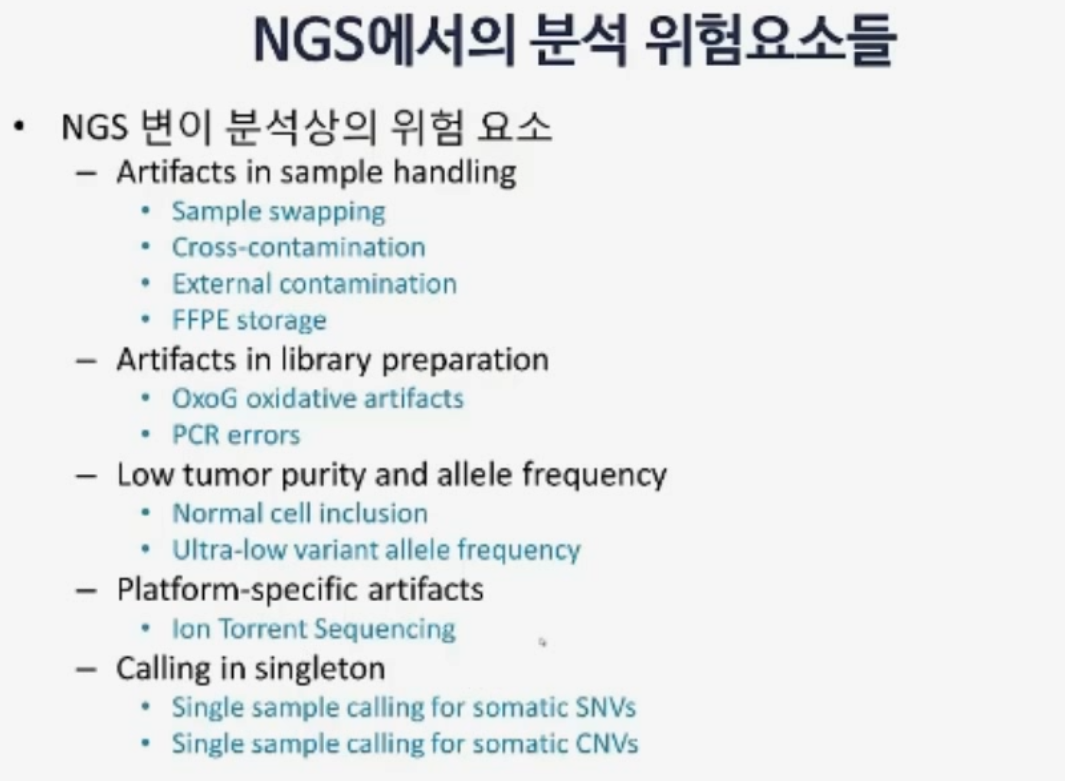 NGS에서의 분석 위험요소들
• NGS 변이 분석상의 위험 요소
– Artifacts in sample handling
• Sample swapping
• Cross-contamination
• External contamination
• FFPE storage
– Artifacts in library preparation
• OxoG oxidative artifacts
• PCR errors
– Low tumor purity and allele frequency
• Normal cell inclusion
• Ultra-low variant allele frequency
– Platform-specific artifacts
• Ion Torrent Sequencing
– Calling in singleton
• Single sample calling for somatic SNVs
• Single sample calling for somatic CNVs